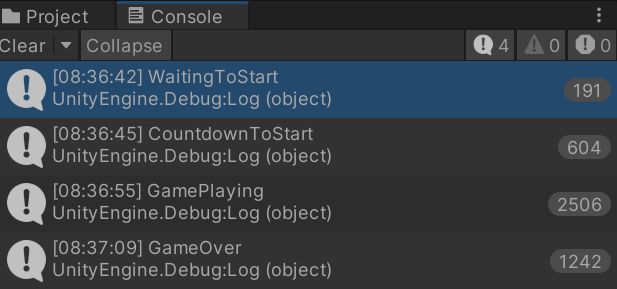 Project Console
Clear Collapse 4 0 0
[08:36:42] WaitingToStart
UnityEngine.Debug:Log (object) 191
[08:36:45] CountdownToStart
UnityEngine.Debug:Log (object) 604
[08:36:55] GamePlaying
UnityEngine.Debug:Log (object) 2506
[08:37:09] GameOver
UnityEngine.Debug:Log (object) 1242